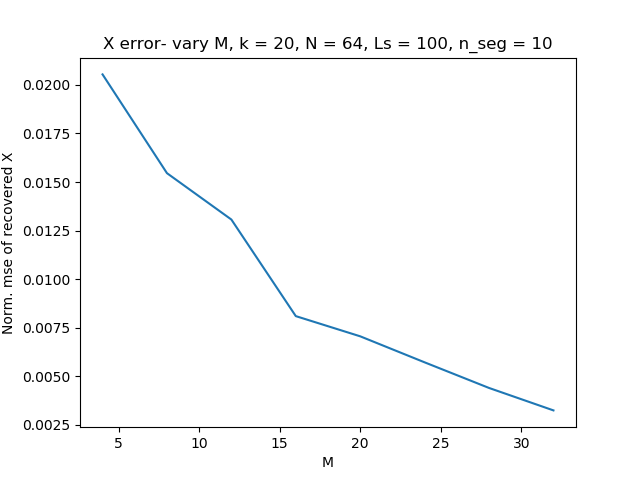 X error- vary M, k = 20, N = 64, Ls = 100, n_seg = 10
Norm. mse of recovered X
0.0200
0.0175
0.0150
0.0125
0.0100
0.0075
0.0050
0.0025
5 10 15 20 25 30
M